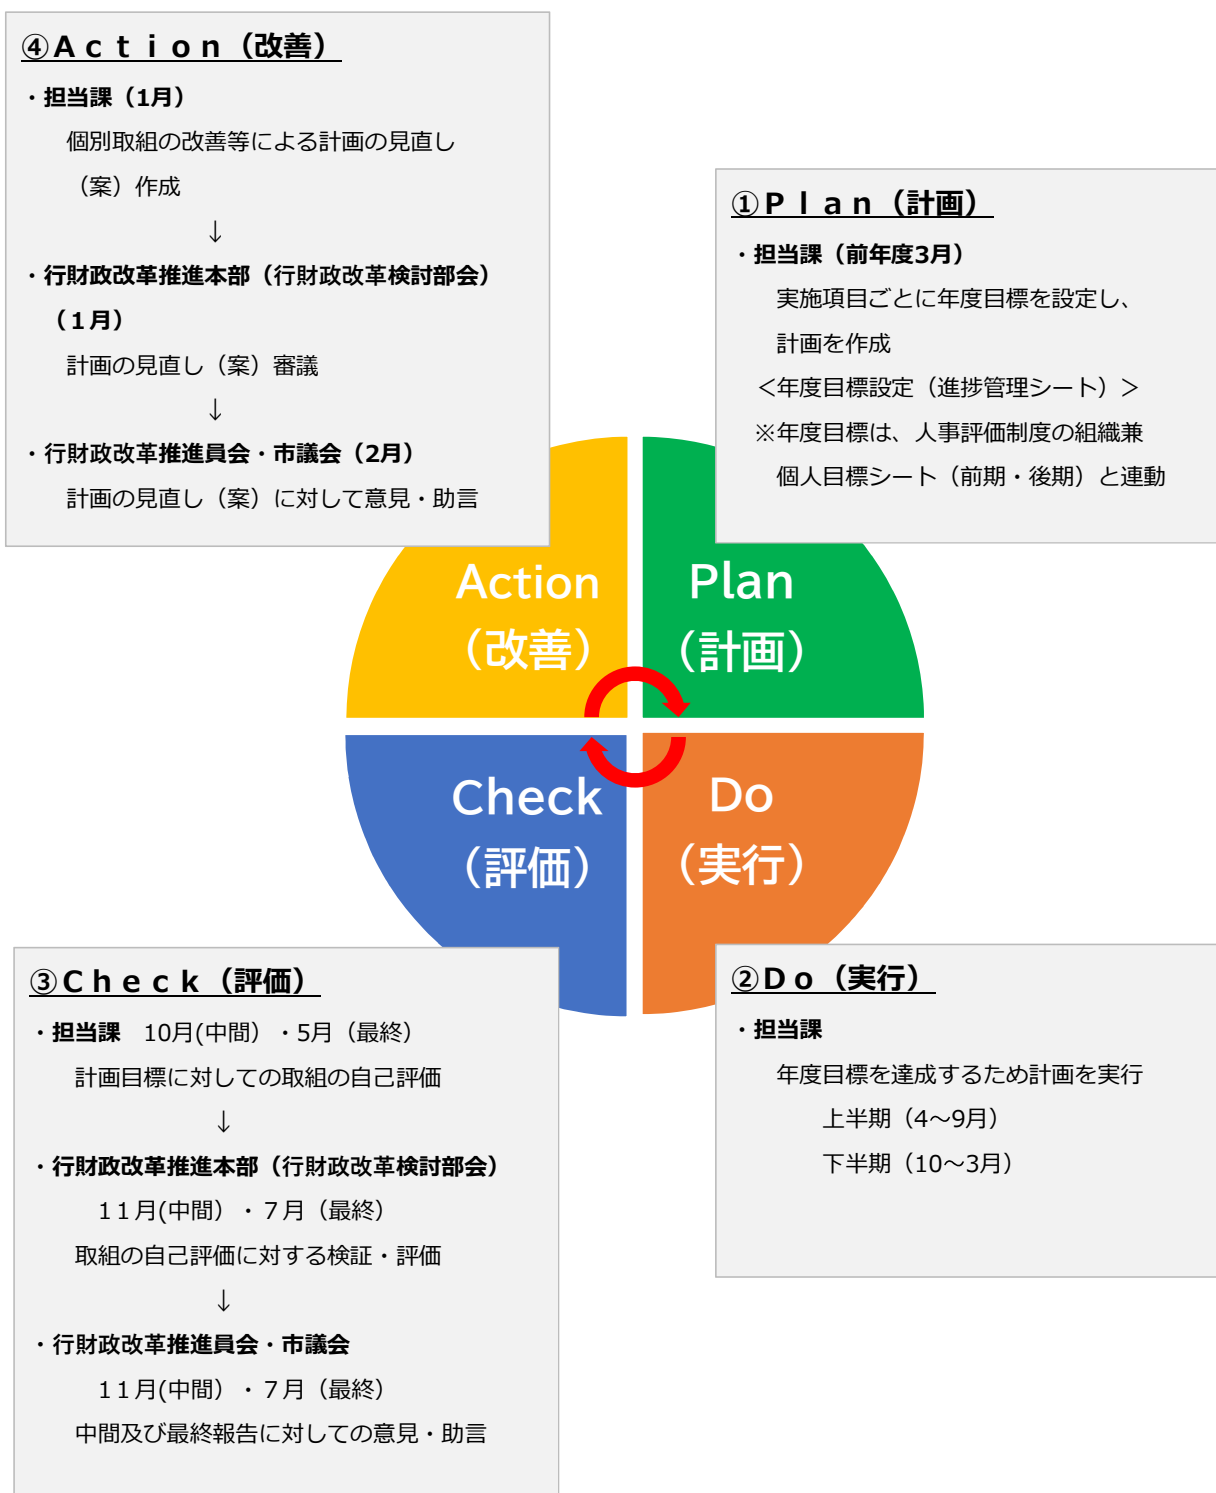 ④Ａｃｔｉｏｎ（改善）
・担当課（1月）
個別取組の改善等による計画の見直し
（案）作成
↓
・行財政改革推進本部（行財政改革検討部会）
（１月）
計画の見直し（案）審議
↓
・行財政改革推進員会・市議会（2月）
計画の見直し（案）に対して意見・助言
①Ｐｌａｎ（計画）
・担当課（前年度3月）
実施項目ごとに年度目標を設定し、
計画を作成
＜年度目標設定（進捗管理シート）＞
※年度目標は、人事評価制度の組織兼
個人目標シート（前期・後期）と連動
Action
（改善）
Plan
（計画）
Check
（評価）
Do
（実行）
③Ｃｈｅｃｋ（評価）
・担当課　10月(中間）・5月（最終）
計画目標に対しての取組の自己評価
↓
・行財政改革推進本部（行財政改革検討部会）
１１月(中間）・７月（最終）
取組の自己評価に対する検証・評価
↓
・行財政改革推進員会・市議会
１１月(中間）・７月（最終）
中間及び最終報告に対しての意見・助言
②Ｄｏ（実行）
・担当課
年度目標を達成するため計画を実行
上半期（4～9月）
下半期（10～3月）